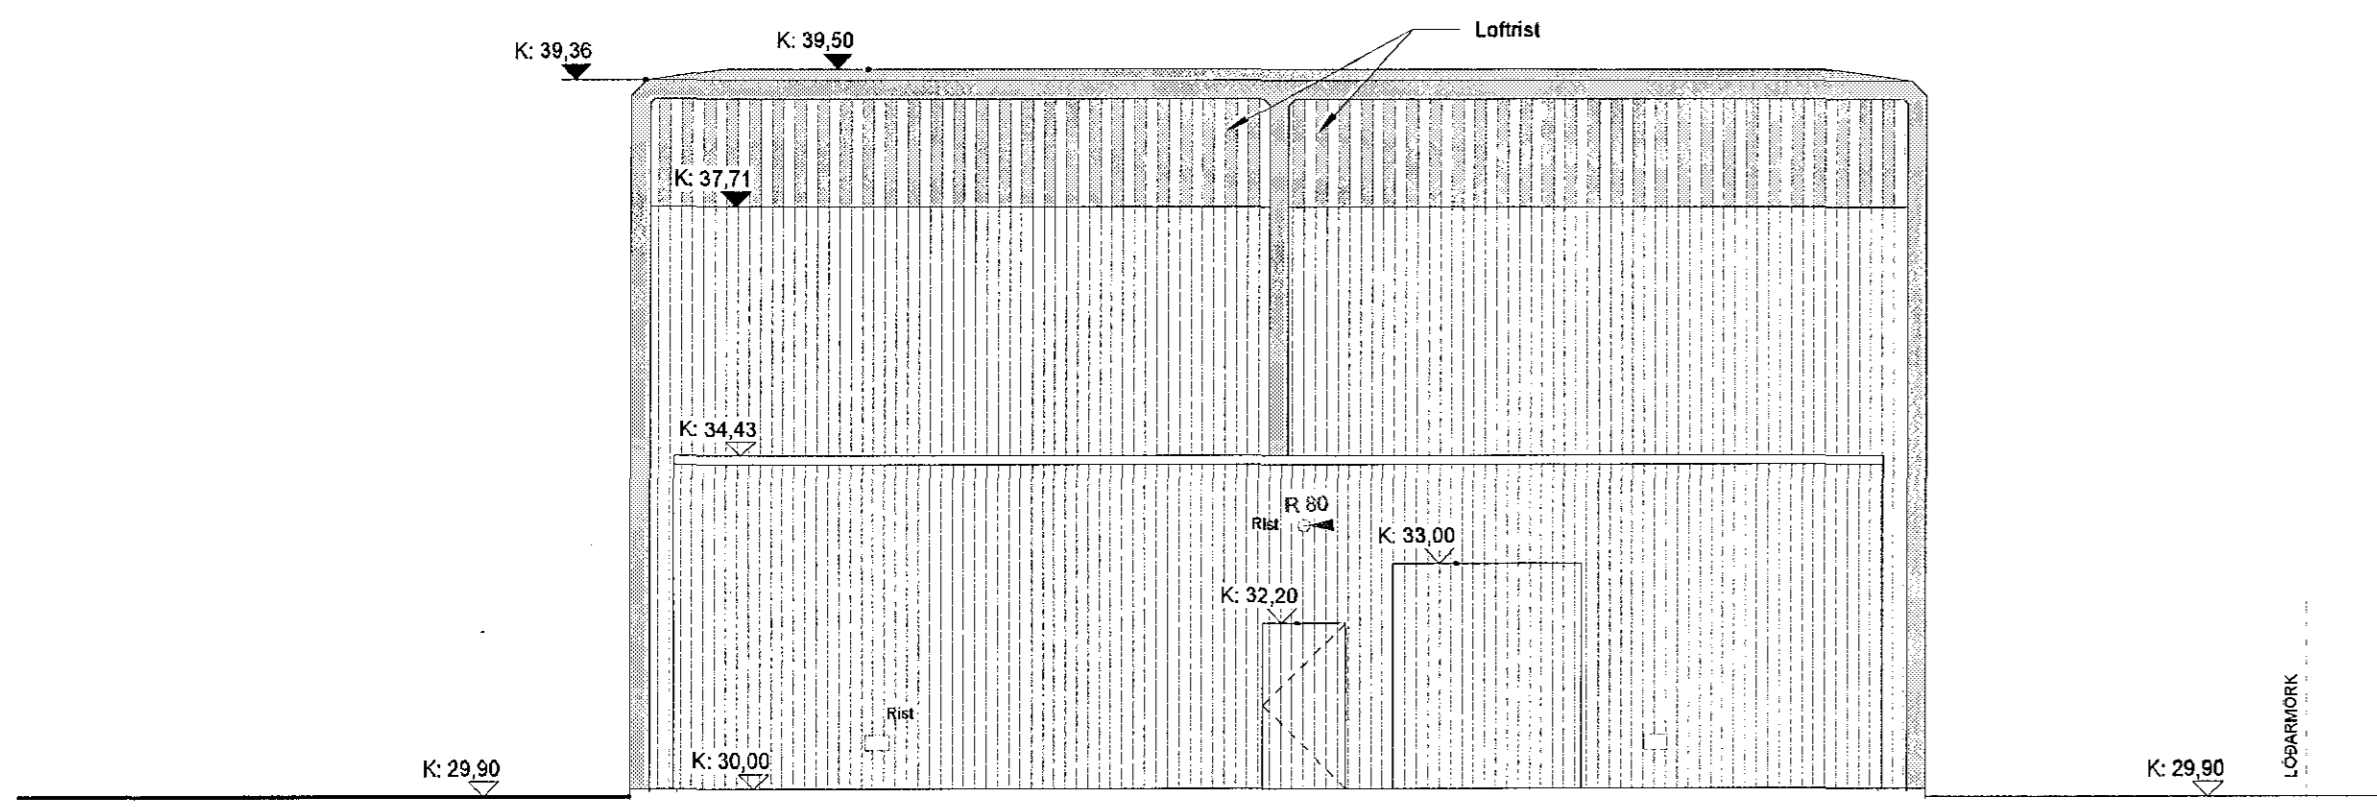 Loftrist
K: 39,50
K: 39,36
K: 37,71
K: 34,43
R 80
Rist
K: 33,00
K: 32,20
Rist
K: 30,00
K: 29,90
K: 29,90
LÓÐARMÖRK